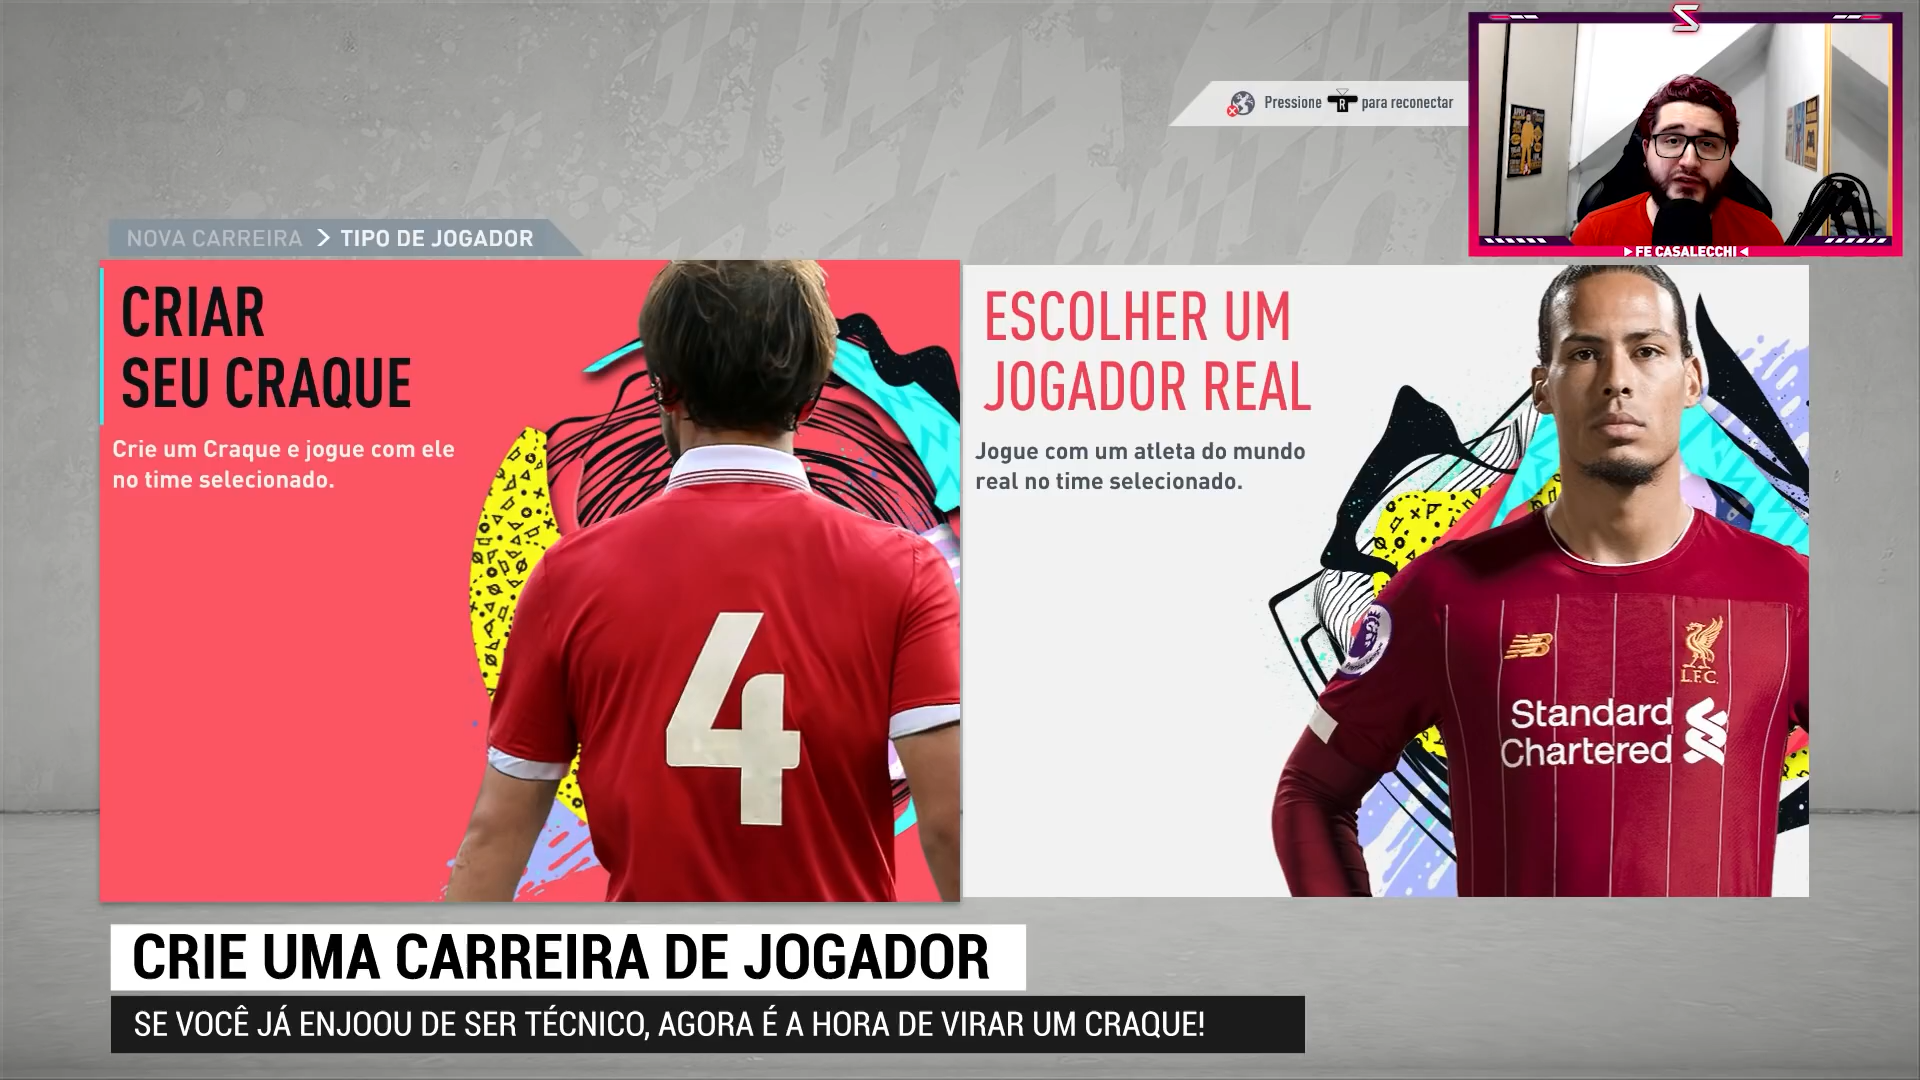 Pressione R para reconectar
FE CASALECCHI
NOVA CARREIRA > TIPO DE JOGADOR
CRIAR
SEU CRAQUE
Crie um Craque e jogue com ele
no time selecionado.
4
ESCOLHER UM
JOGADOR REAL
Jogue com um atleta do mundo
real no time selecionado.
L.F.C.
Standard
Chartered
CRIE UMA CARREIRA DE JOGADOR
SE VOCÊ JÁ ENJOOU DE SER TÉCNICO, AGORA É A HORA DE VIRAR UM CRAQUE!